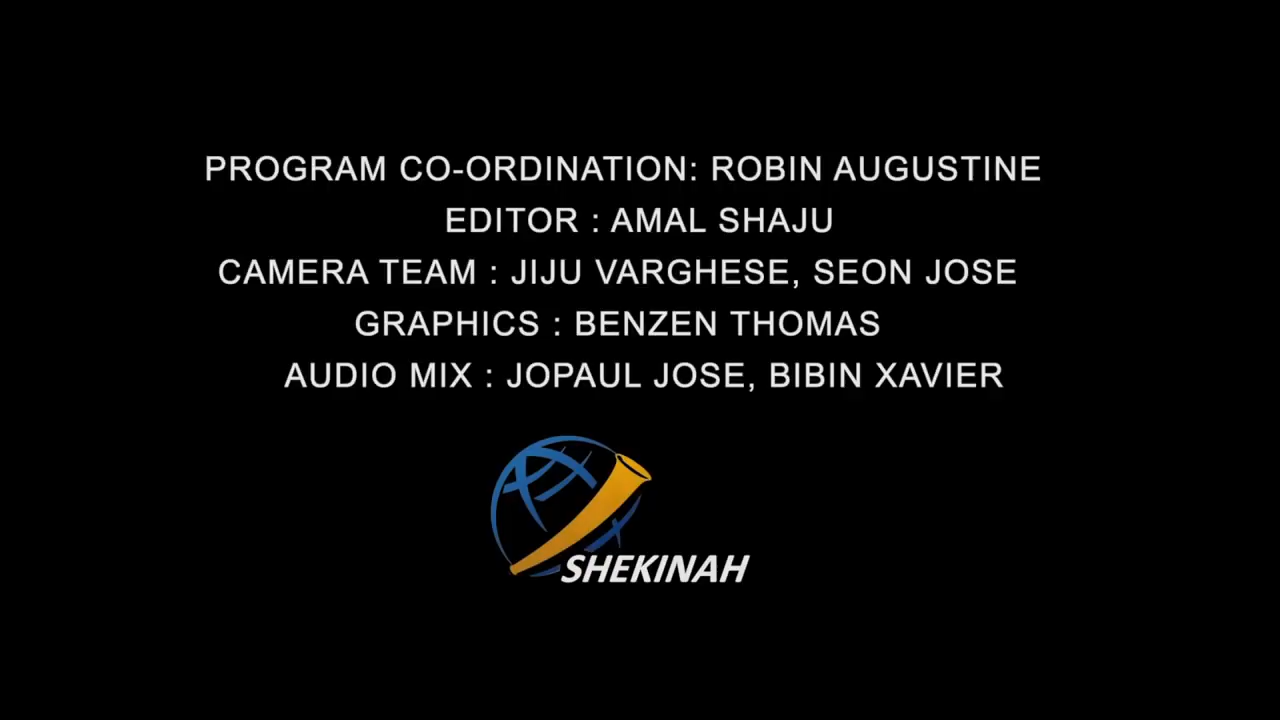 PROGRAM CO-ORDINATION: ROBIN AUGUSTINE
EDITOR : AMAL SHAJU
CAMERA TEAM : JIJU VARGHESE, SEON JOSE
GRAPHICS : BENZEN THOMAS
AUDIO MIX : JOPAUL JOSE, BIBIN XAVIER
SHEKINAH